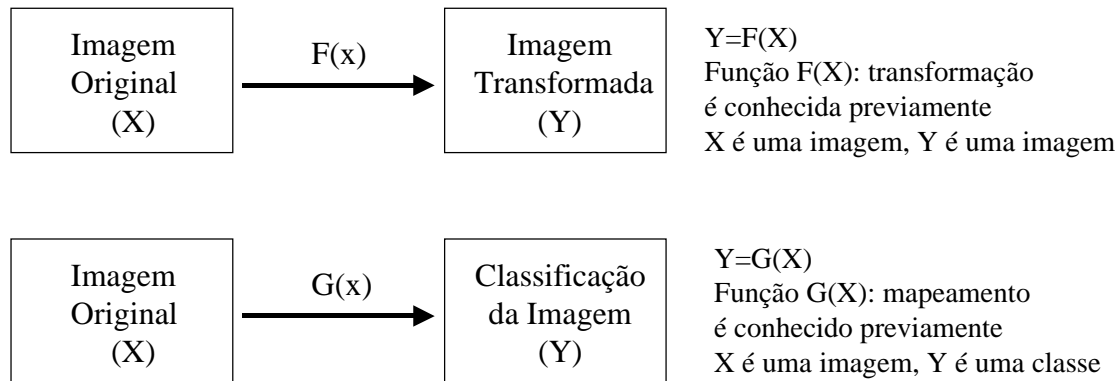 Imagem
Original
(X)
F(x)
Imagem
Transformada
(Y)
Y=F(X)
Função F(X): transformação
é conhecida previamente
X é uma imagem, Y é uma imagem
Imagem
Original
(X)
G(x)
Classificação
da Imagem
(Y)
Y=G(X)
Função G(X): mapeamento
é conhecido previamente
X é uma imagem, Y é uma classe